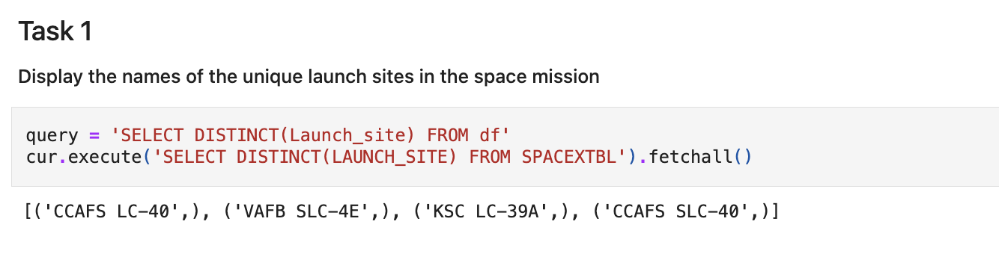 Task 1
Display the names of the unique launch sites in the space mission
query = 'SELECT DISTINCT(Launch_site) FROM df'
cur.execute('SELECT DISTINCT(LAUNCH_SITE) FROM SPACEXTBL').fetchall()
[('CCAFS LC-40',), ('VAFB SLC-4E',), ('KSC LC-39A',), ('CCAFS SLC-40',)]